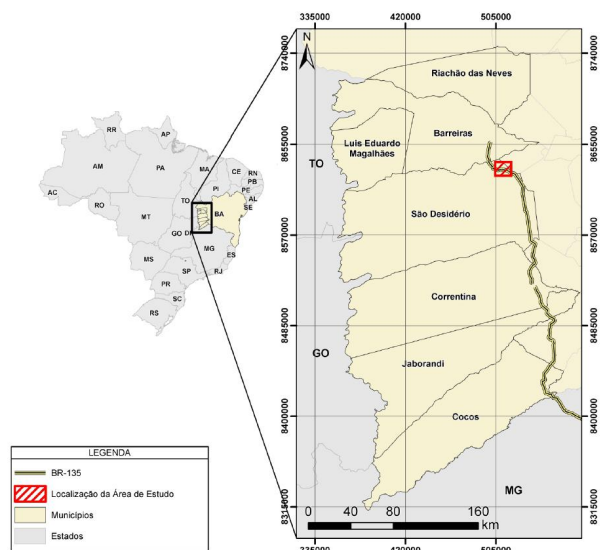 335000 420000 505000
N
8740000 8740000
Riachão das Neves
8655000 8655000
Barreiras
Luis Eduardo
Magalhães
TO
São Desidério
8570000 8570000
Correntina
8485000 8485000
GO
Jaborandi
8400000 8400000
Cocos
MG
8315000 8315000
0 40 80 160
km
335000 420000 505000
RR AP
AM PA MA CE RN
PB
PI PE
AC AL
TO SE
RO BA
MT
GO DF
MG
ES
MS SP
RJ
PR
SC
RS
LEGENDA
BR-135
Localização da Área de Estudo
Municípios
Estados